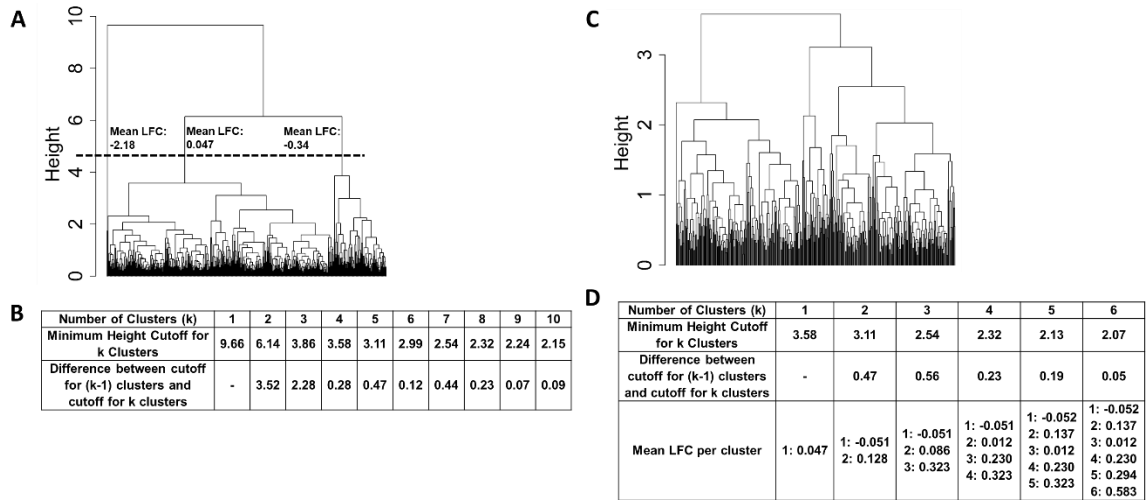 A
10
8
6
4
2
0
Height
Mean LFC:
-2.18
Mean LFC:
0.047
Mean LFC:
-0.34
B
Number of Clusters (k) 1 2 3 4 5 6 7 8 9 10
Minimum Height Cutoff for
k Clusters
9.66 6.14 3.86 3.58 3.11 2.99 2.54 2.32 2.24 2.15
Difference between cutoff
for (k-1) clusters and
cutoff for k clusters
- 3.52 2.28 0.28 0.47 0.12 0.44 0.23 0.07 0.09
C
3
2
1
0
Height
D
Number of Clusters (k) 1 2 3 4 5 6
Minimum Height Cutoff
for k Clusters
3.58 3.11 2.54 2.32 2.13 2.07
Difference between
cutoff for (k-1) clusters
and cutoff for k clusters
- 0.47 0.56 0.23 0.19 0.05
Mean LFC per cluster
1: 0.047
1: -0.051
2: 0.128
1: -0.051
2: 0.086
3: 0.323
1: -0.051
2: 0.012
3: 0.230
4: 0.323
1: -0.052
2: 0.137
3: 0.012
4: 0.230
5: 0.323
1: -0.052
2: 0.137
3: 0.012
4: 0.230
5: 0.294
6: 0.583